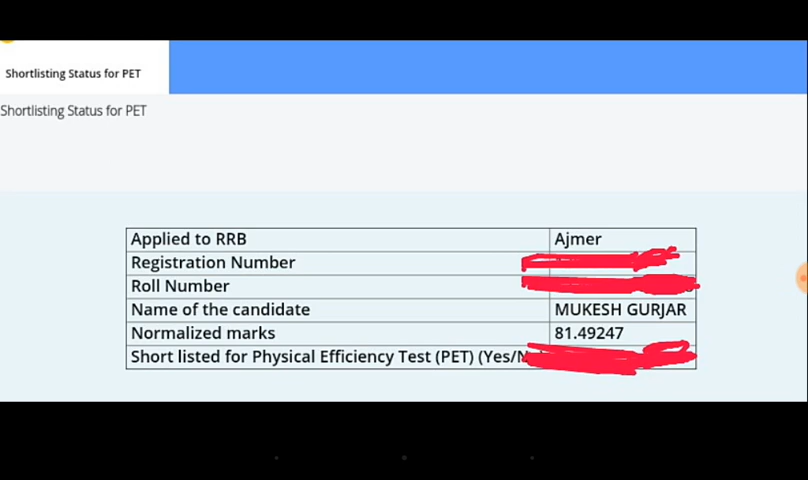 Shortlisting Status for PET
Shortlisting Status for PET
Applied to RRB Ajmer
Registration Number
Roll Number
Name of the candidate MUKESH GURJAR
Normalized marks 81.49247
Short listed for Physical Efficiency Test (PET) (Yes/N